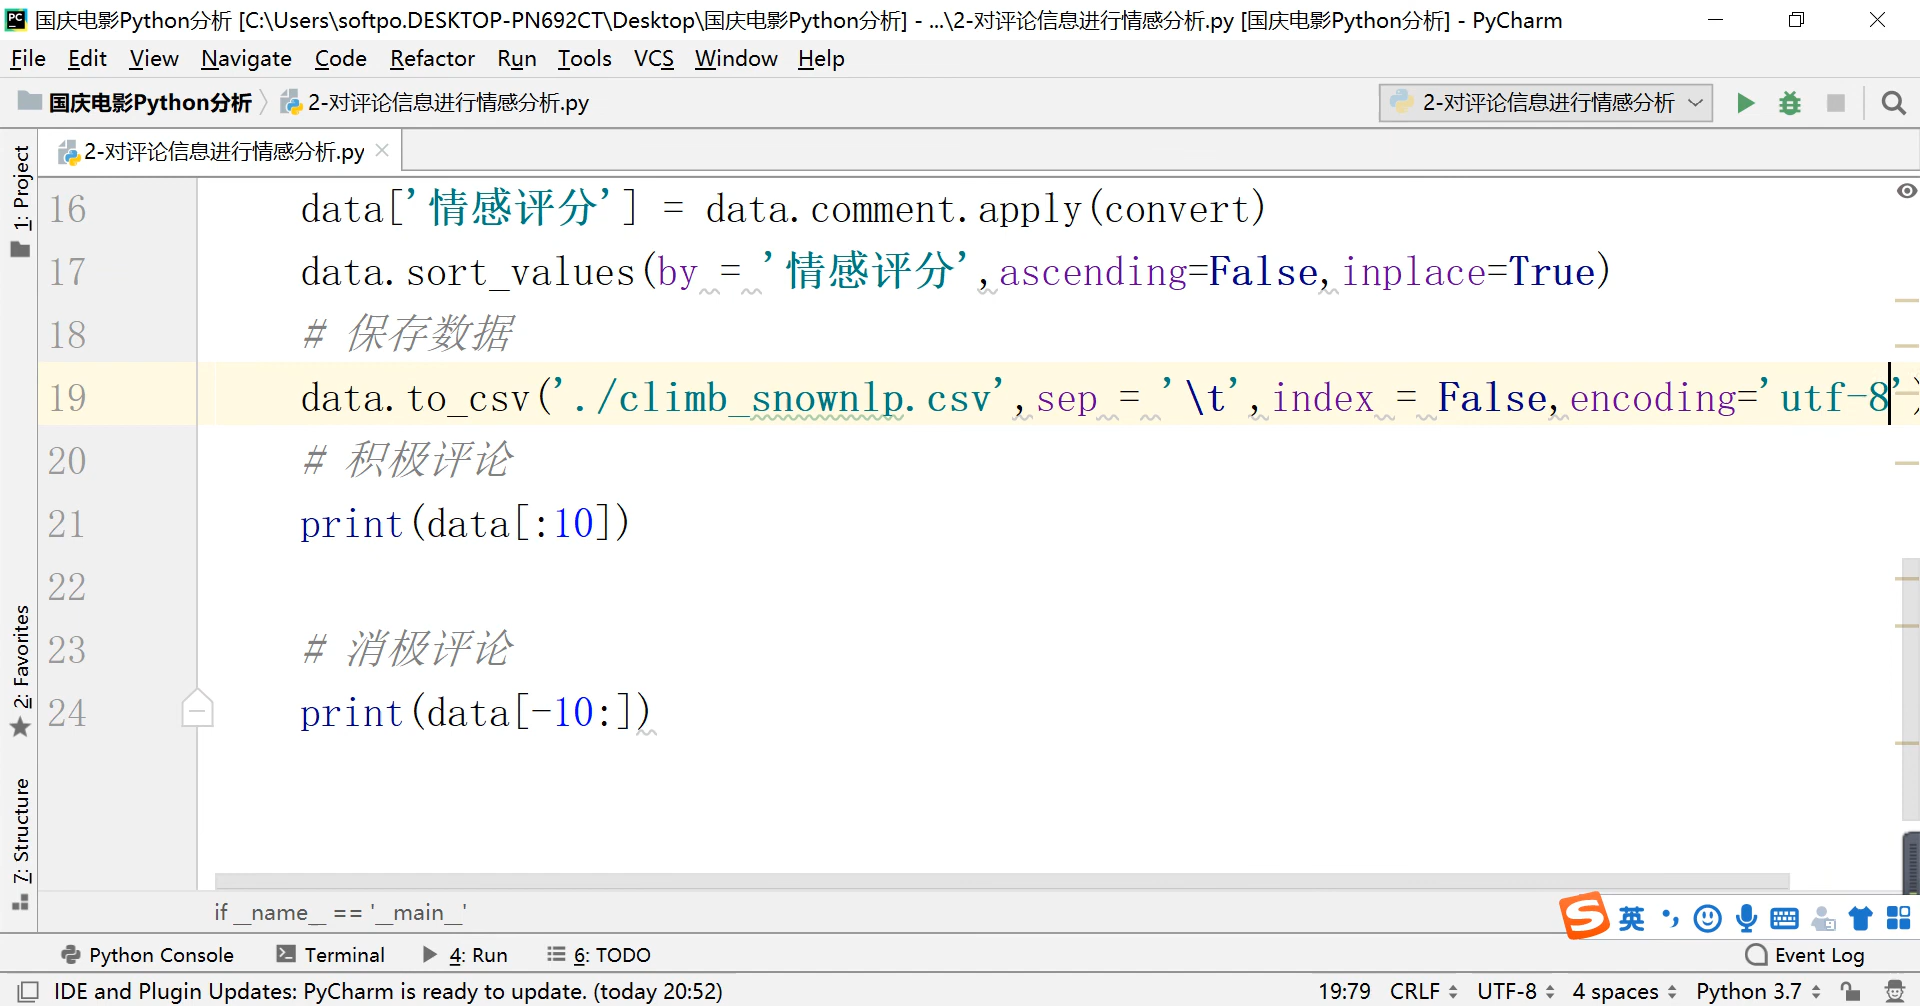 国庆电影Python分析 [C:\Users\softpo.DESKTOP-PN692CT\Desktop\国庆电影Python分析] - ...\2-对评论信息进行情感分析.py [国庆电影Python分析] - PyCharm
File Edit View Navigate Code Refactor Run Tools VCS Window Help
国庆电影Python分析 2-对评论信息进行情感分析.py 2-对评论信息进行情感分析
2-对评论信息进行情感分析.py
1: Project
2: Favorites
7: Structure
16 data['情感评分'] = data.comment.apply(convert)
17 data.sort_values(by = '情感评分',ascending=False,inplace=True)
18 # 保存数据
19 data.to_csv('./climb_snownlp.csv',sep = '\t',index = False,encoding='utf-8')
20 # 积极评论
21 print(data[:10])
22
23 # 消极评论
24 print(data[-10:])
if __name__ == '__main__'
英
Python Console Terminal 4: Run 6: TODO Event Log
IDE and Plugin Updates: PyCharm is ready to update. (today 20:52) 19:79 CRLF UTF-8 4 spaces Python 3.7